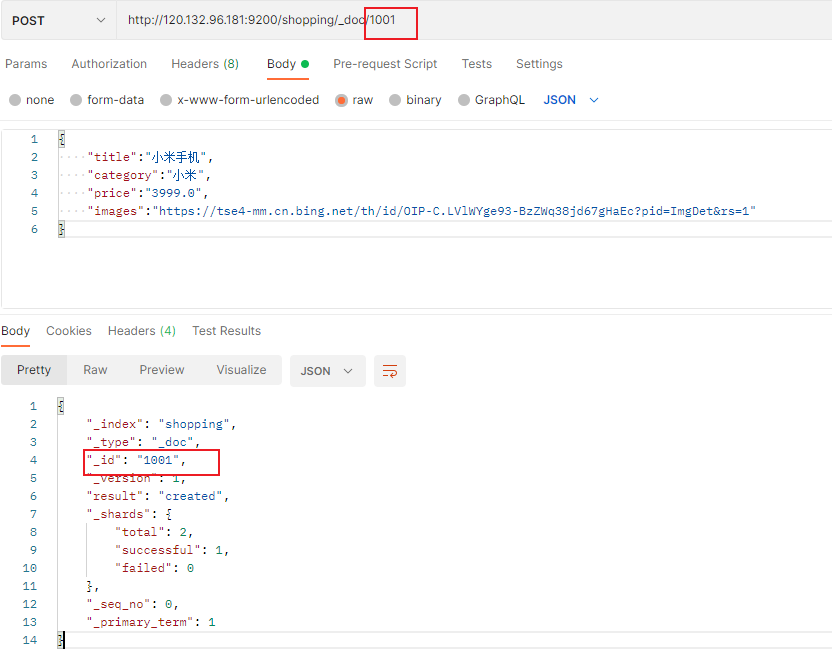 POST http://120.132.96.181:9200/shopping/_doc/1001
Params Authorization Headers (8) Body Pre-request Script Tests Settings
none form-data x-www-form-urlencoded raw binary GraphQL JSON
1 {
2 ····"title":"小米手机",
3 ····"category":"小米",
4 ····"price":"3999.0",
5 ····"images":"https://tse4-mm.cn.bing.net/th/id/OIP-C.LVlWYge93-BzZWq38jd67gHaEc?pid=ImgDet&rs=1"
6 }
Body Cookies Headers (4) Test Results
Pretty Raw Preview Visualize JSON
1 {
2 "_index": "shopping",
3 "_type": "_doc",
4 "_id": "1001",
5 "_version": 1,
6 "result": "created",
7 "_shards": {
8 "total": 2,
9 "successful": 1,
10 "failed": 0
11 },
12 "_seq_no": 0,
13 "_primary_term": 1
14 }